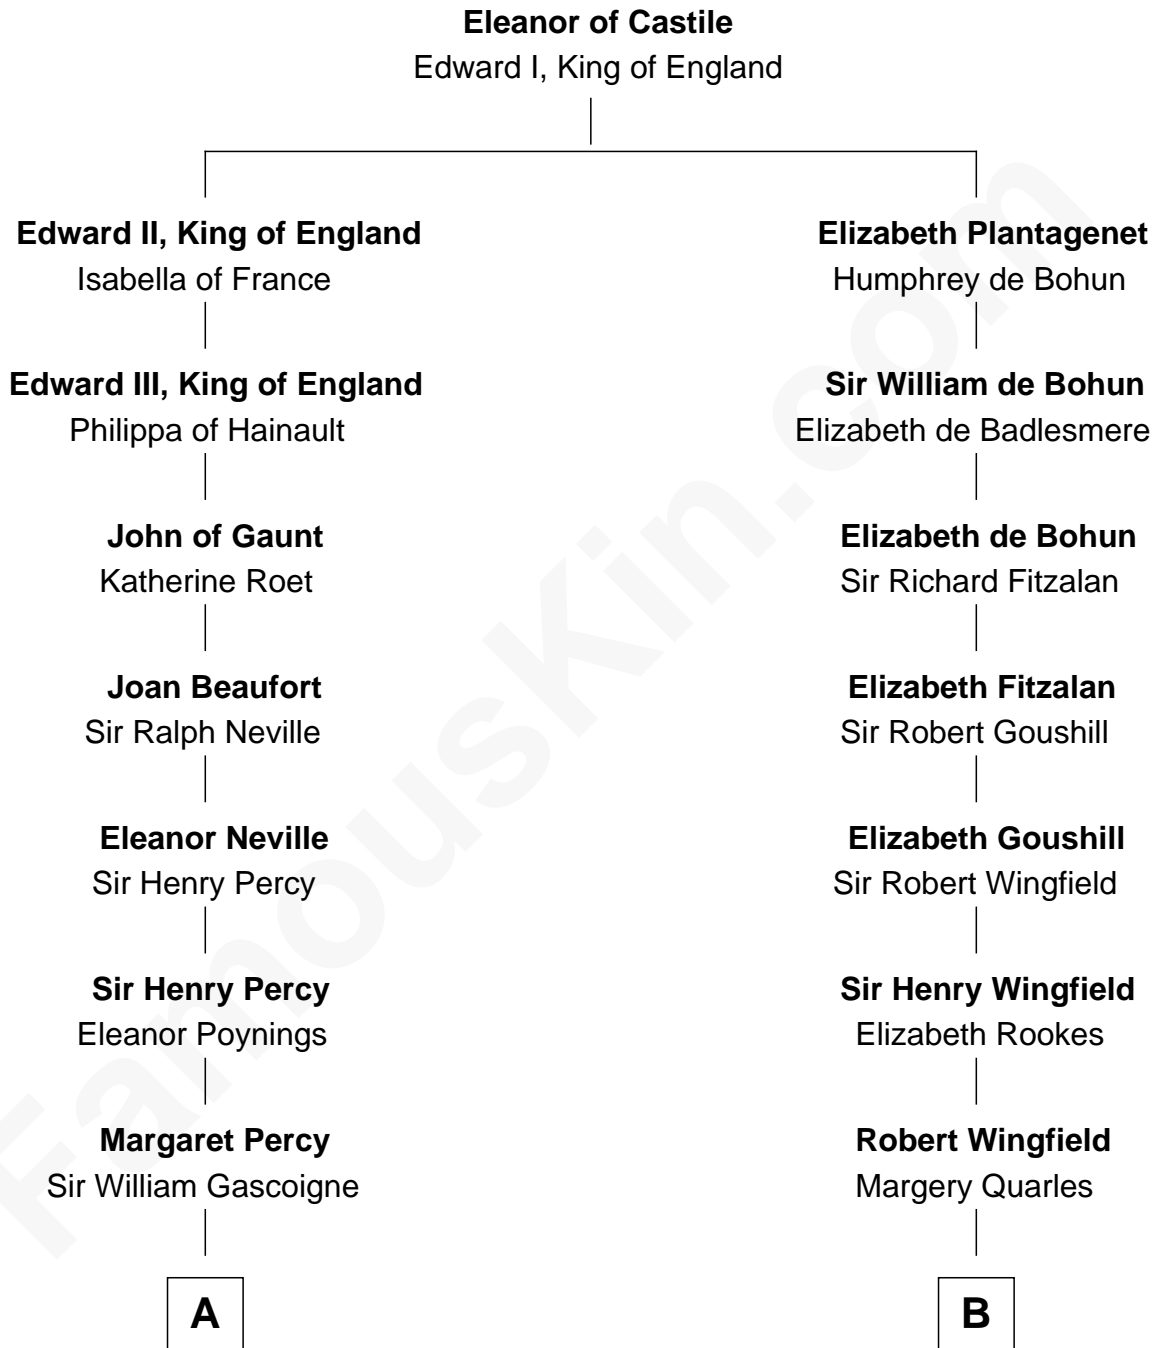 Eleanor of Castile
Edward I, King of England
Edward II, King of England
Isabella of France
Elizabeth Plantagenet
Humphrey de Bohun
Edward III, King of England
Philippa of Hainault
Sir William de Bohun
Elizabeth de Badlesmere
John of Gaunt
Katherine Roet
Elizabeth de Bohun
Sir Richard Fitzalan
Joan Beaufort
Sir Ralph Neville
Elizabeth Fitzalan
Sir Robert Goushill
Eleanor Neville
Sir Henry Percy
Elizabeth Goushill
Sir Robert Wingfield
Sir Henry Percy
Eleanor Poynings
Sir Henry Wingfield
Elizabeth Rookes
Margaret Percy
Sir William Gascoigne
Robert Wingfield
Margery Quarles
A
B
FamousKin.com